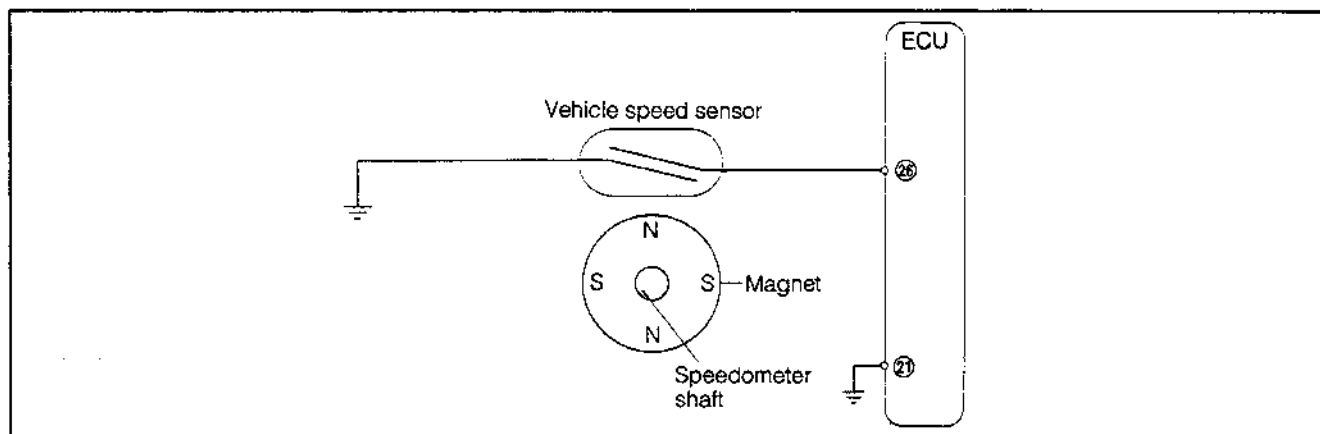 ECU
Vehicle speed sensor
26
N
S
S
Magnet
N
21
Speedometer
shaft